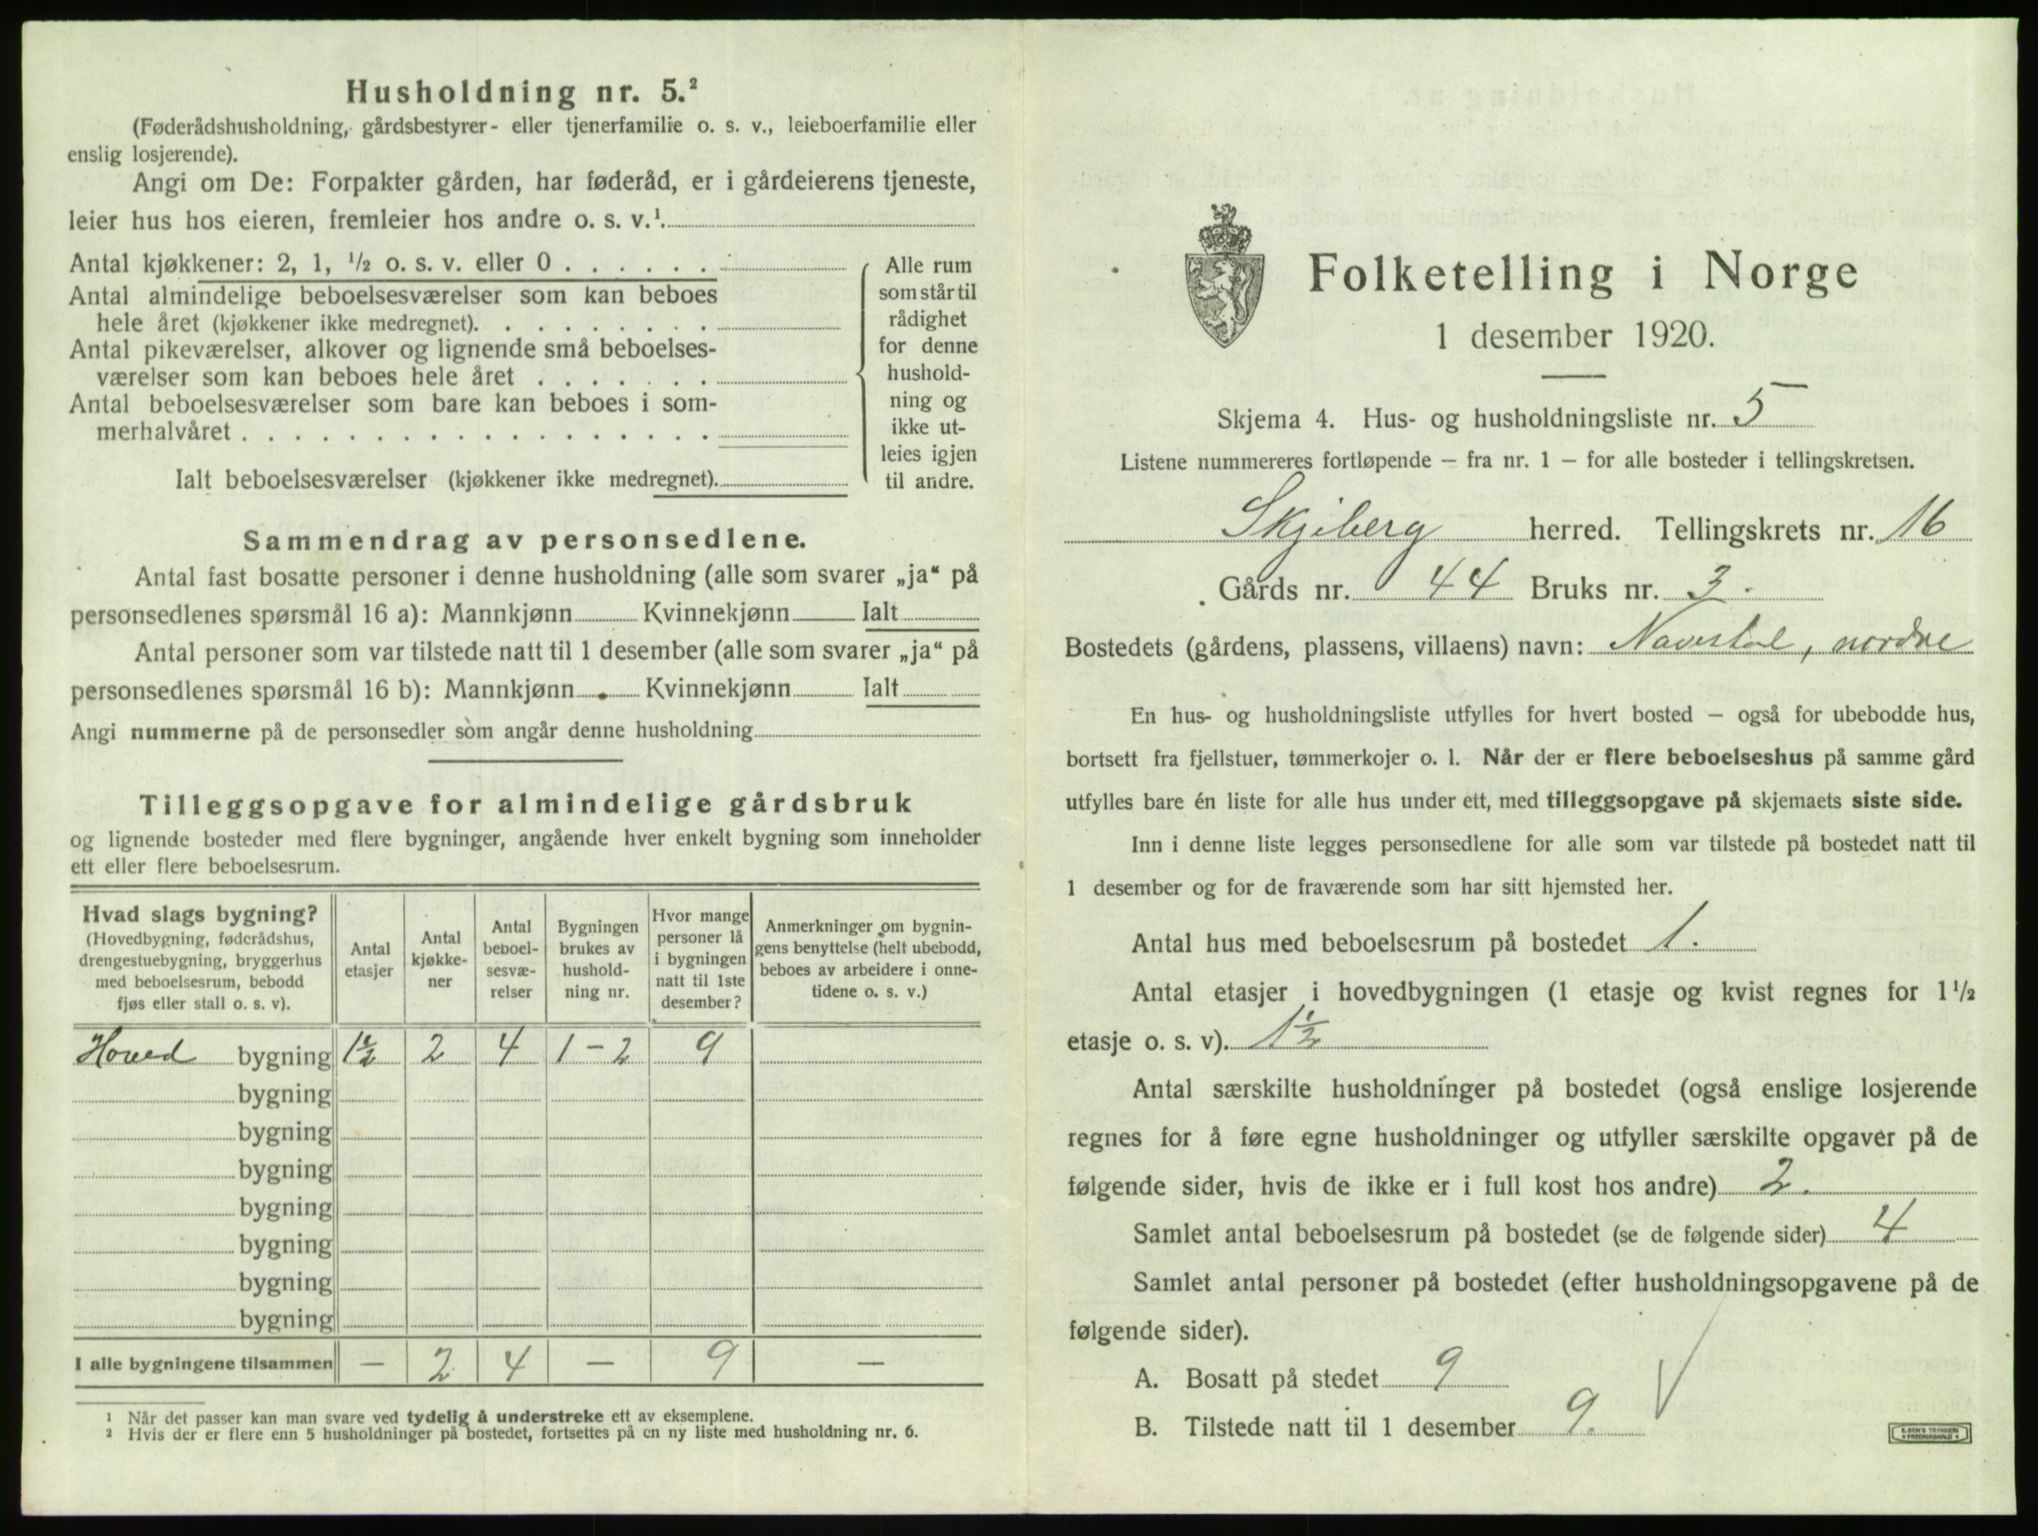 Husholdning nr. 5.²
(Føderådshusholdning, gårdsbestyrer- eller tjenerfamilie o. s. v., leieboerfamilie eller
enslig losjerende).
Angi om De: Forpakter gården, har føderåd, er i gårdeierens tjeneste,
leier hus hos eieren, fremleier hos andre o. s. v.¹.
Antal kjøkkener: 2, 1, ½ o. s. v. eller 0 . . . . . .
Antal almindelige beboelsesværelser som kan beboes
hele året (kjøkkener ikke medregnet). . . . . . . . .
Antal pikeværelser, alkover og lignende små beboelses-
værelser som kan beboes hele året . . . . . . .
Antal beboelsesværelser som bare kan beboes i som-
merhalvåret . . . . . . . . . . . . . . . . . .
Ialt beboelsesværelser (kjøkkener ikke medregnet).
Alle rum
som står til
rådighet
for denne
hushold-
ning og
ikke ut-
leies igjen
til andre.
Sammendrag av personsedlene.
Antal fast bosatte personer i denne husholdning (alle som svarer „ja“ på
personsedlenes spørsmål 16 a): Mannkjønn Kvinnekjønn Ialt
Antal personer som var tilstede natt til 1 desember (alle som svarer „ja“ på
personsedlenes spørsmål 16 b): Mannkjønn Kvinnekjønn Ialt
Angi nummerne på de personsedler som angår denne husholdning
Tilleggsopgave for almindelige gårdsbruk
og lignende bosteder med flere bygninger, angående hver enkelt bygning som inneholder
ett eller flere beboelsesrum.
Hvad slags bygning?
(Hovedbygning, føderådshus,
drengestuebygning, bryggerhus
med beboelsesrum, bebodd
fjøs eller stall o. s. v).
Antal
etasjer
Antal
kjøkke-
ner
Antal
beboel-
sesvæ-
relser
Bygningen
brukes av
hushold-
ning nr.
Hvor mange
personer lå
i bygningen
natt til 1ste
desember?
Anmerkninger om bygnin-
gens benyttelse (helt ubebodd,
beboes av arbeidere i onne-
tidene o. s. v.)
Hoved bygning 1½ 2 4 1 - 2 9
bygning
bygning
bygning
bygning
bygning
bygning
bygning
I alle bygningene tilsammen — 2 4 — 9 —
¹ Når det passer kan man svare ved tydelig å understreke ett av eksemplene.
² Hvis der er flere enn 5 husholdninger på bostedet, fortsettes på en ny liste med husholdning nr. 6.
Folketelling i Norge
1 desember 1920.
Skjema 4. Hus- og husholdningsliste nr. 5
Listene nummereres fortløpende – fra nr. 1 – for alle bosteder i tellingskretsen.
Skjeberg herred. Tellingskrets nr. 16
Gårds nr. 44 Bruks nr. 3.
Bostedets (gårdens, plassens, villaens) navn: Navestad, nordre
En hus- og husholdningsliste utfylles for hvert bosted – også for ubebodde hus,
bortsett fra fjellstuer, tømmerkojer o. l. Når der er flere beboelseshus på samme gård
utfylles bare én liste for alle hus under ett, med tilleggsopgave på skjemaets siste side.
Inn i denne liste legges personsedlene for alle som var tilstede på bostedet natt til
1 desember og for de fraværende som har sitt hjemsted her.
Antal hus med beboelsesrum på bostedet 1.
Antal etasjer i hovedbygningen (1 etasje og kvist regnes for 1½
etasje o. s. v). 1½
Antal særskilte husholdninger på bostedet (også enslige losjerende
regnes for å føre egne husholdninger og utfyller særskilte opgaver på de
følgende sider, hvis de ikke er i full kost hos andre) 2.
Samlet antal beboelsesrum på bostedet (se de følgende sider) 4
Samlet antal personer på bostedet (efter husholdningsopgavene på de
følgende sider).
A. Bosatt på stedet 9
B. Tilstede natt til 1 desember 9.